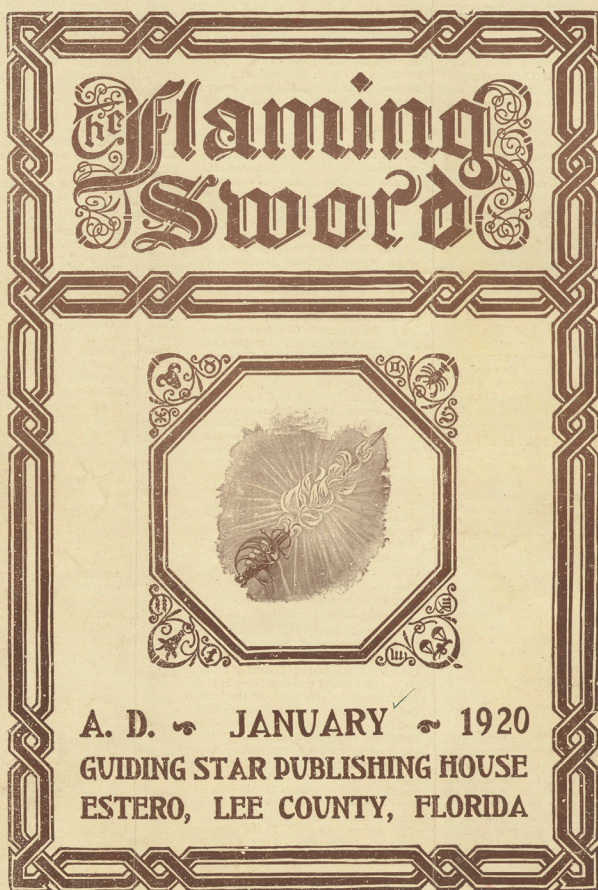 The Flaming
Sword
A. D. JANUARY 1920
GUIDING STAR PUBLISHING HOUSE
ESTERO, LEE COUNTY, FLORIDA